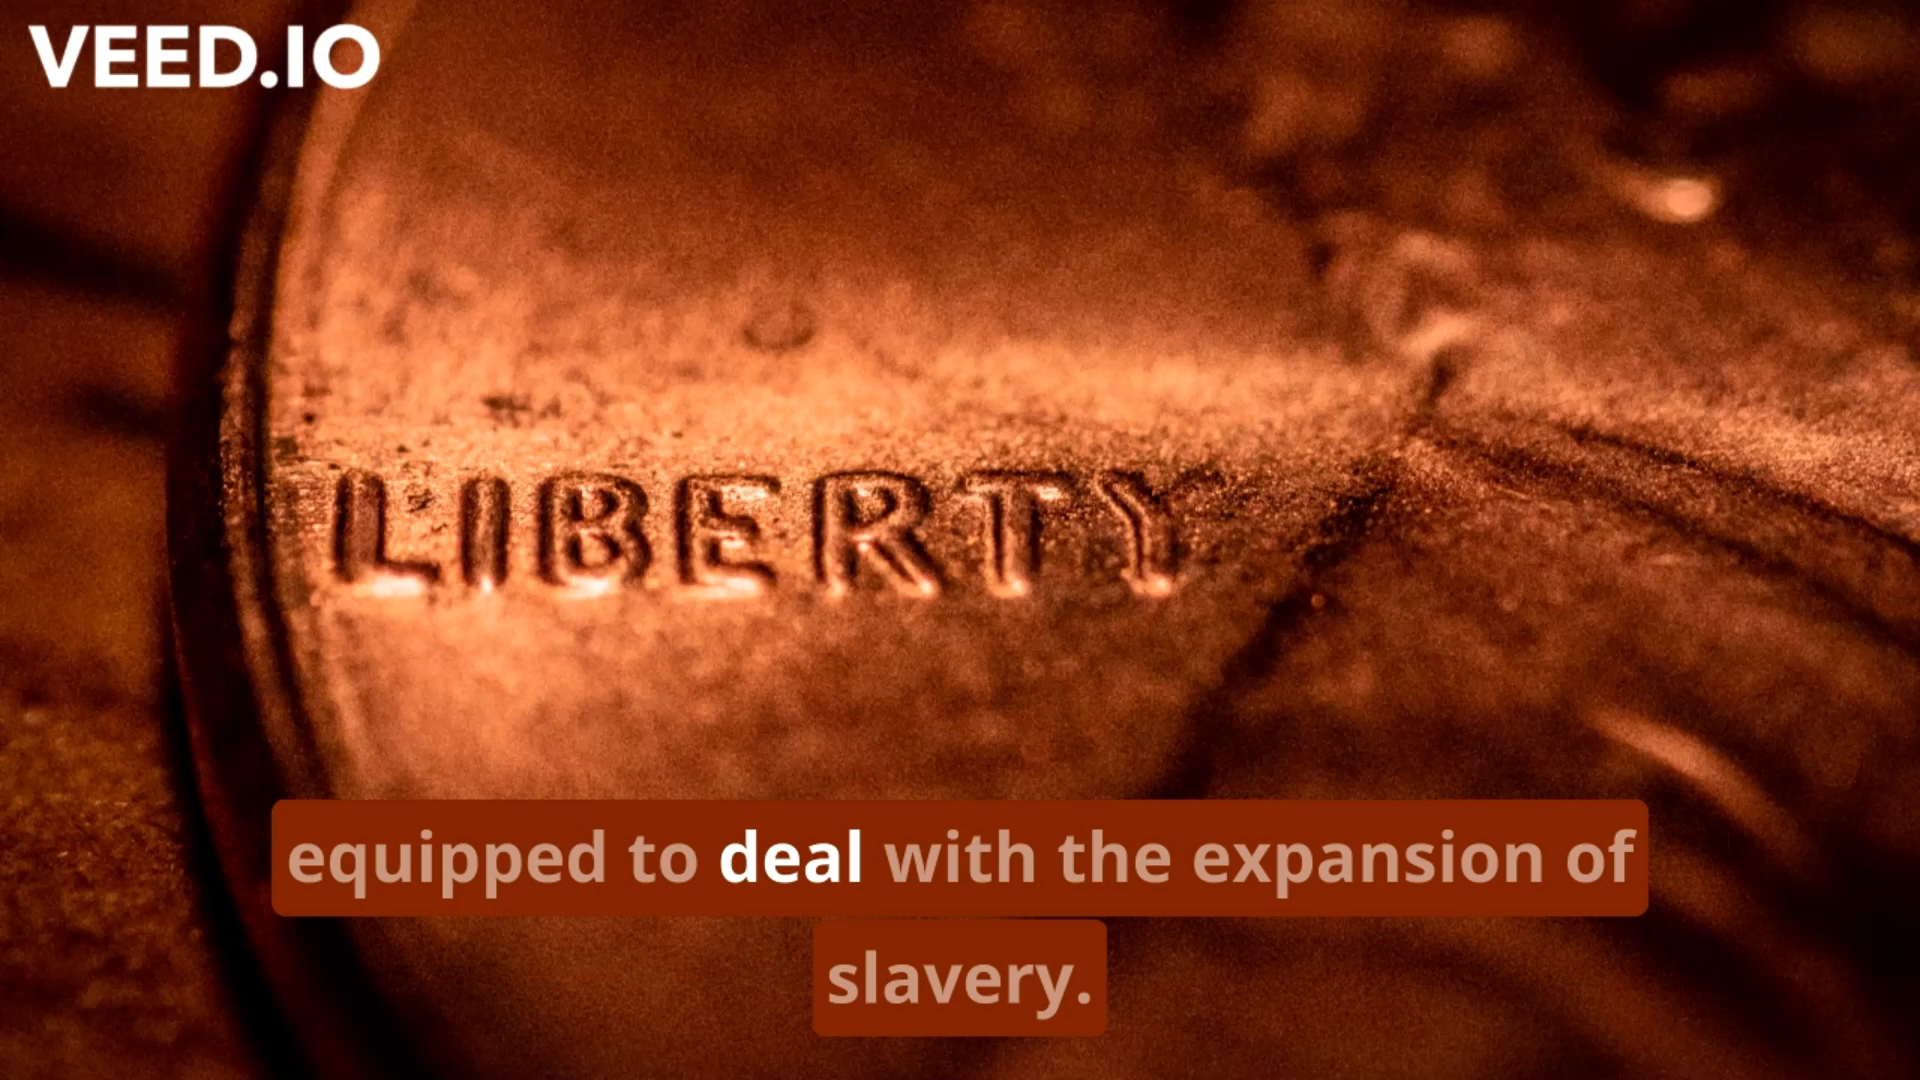 VEED.IO
LIBERTY
equipped to deal with the expansion of
slavery.